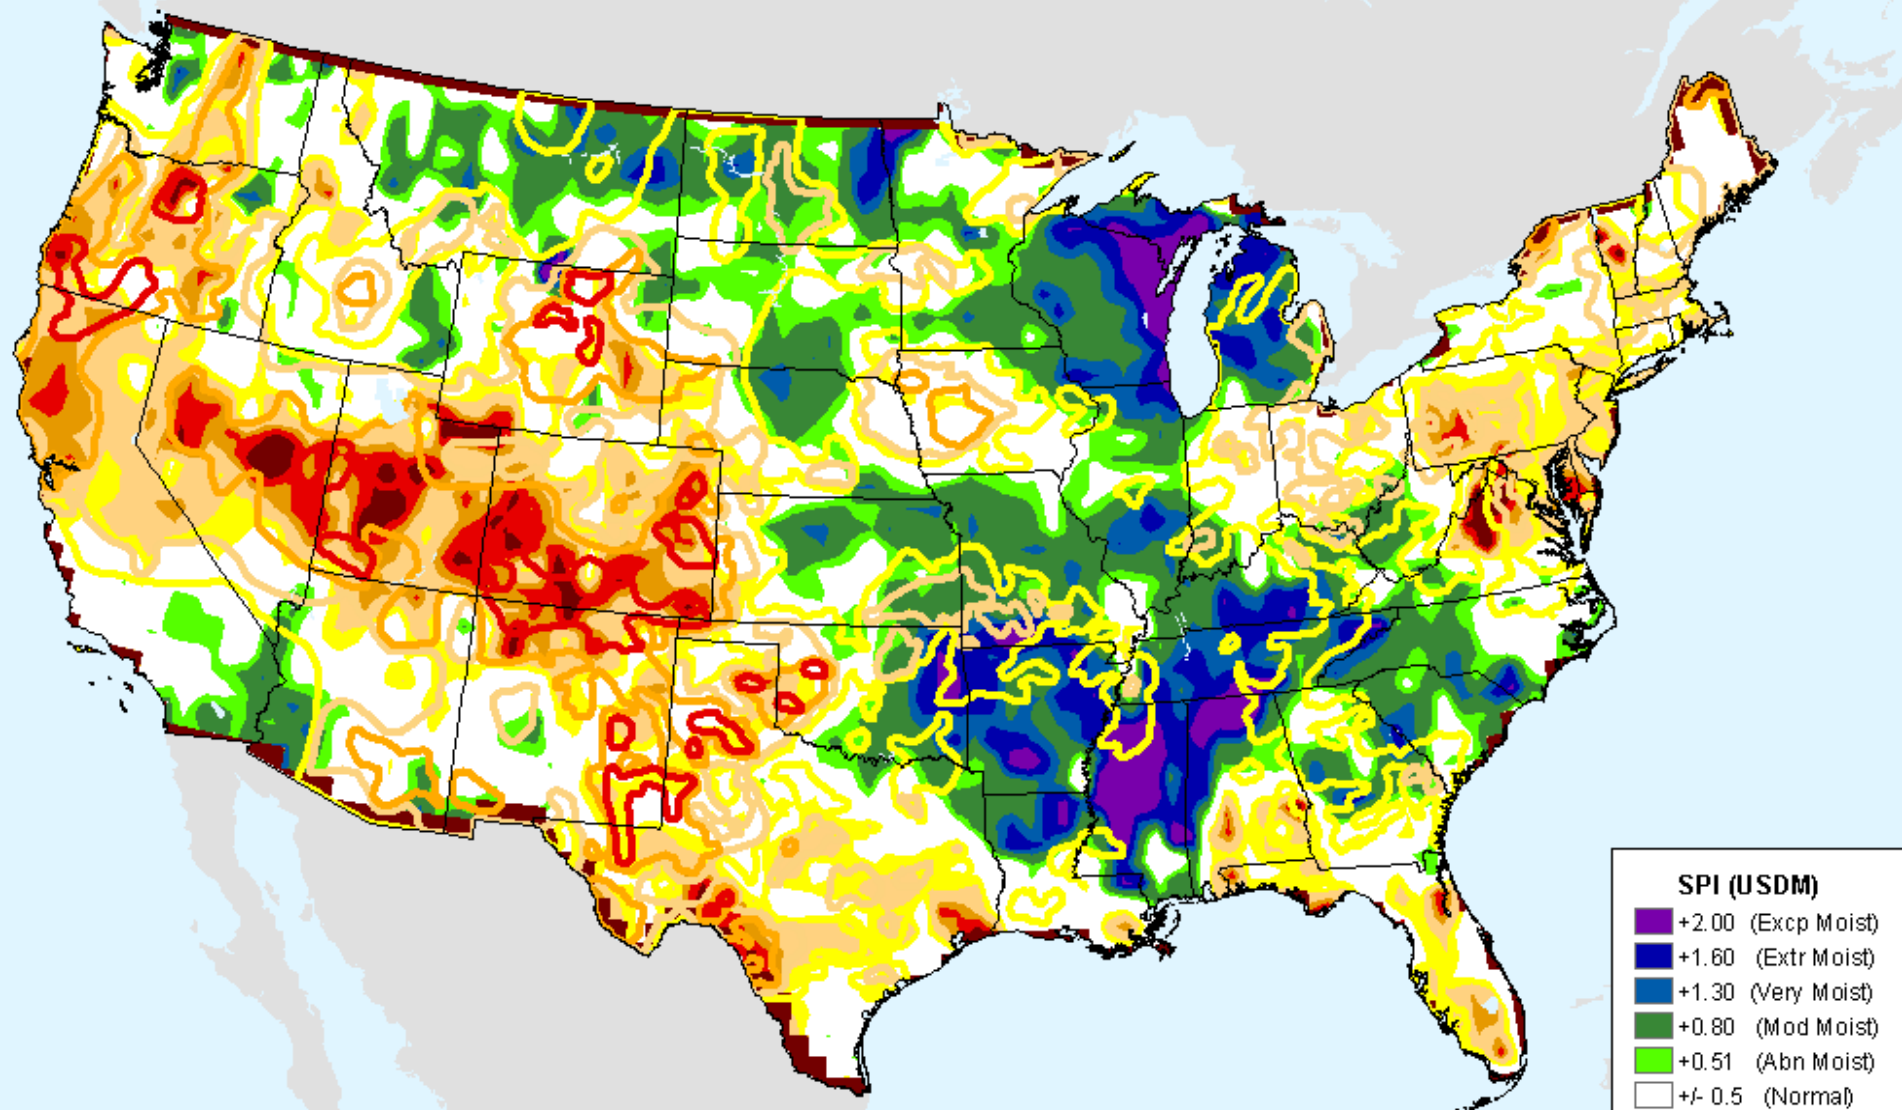 SPI (USDM)
+2.00 (Excp Moist)
+1.60 (Extr Moist)
+1.30 (Very Moist)
+0.80 (Mod Moist)
+0.51 (Abn Moist)
+/- 0.5 (Normal)